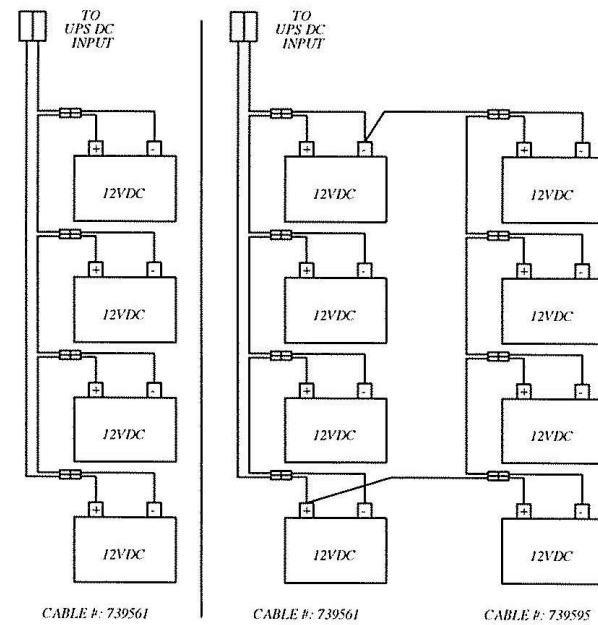 TO
UPS DC
INPUT
+ -
12VDC
+ -
12VDC
+ -
12VDC
+ -
12VDC
CABLE #: 739561
TO
UPS DC
INPUT
+ -
12VDC
+ -
12VDC
+ -
12VDC
+ -
12VDC
CABLE #: 739561
+ -
12VDC
+ -
12VDC
+ -
12VDC
+ -
12VDC
CABLE #: 739595